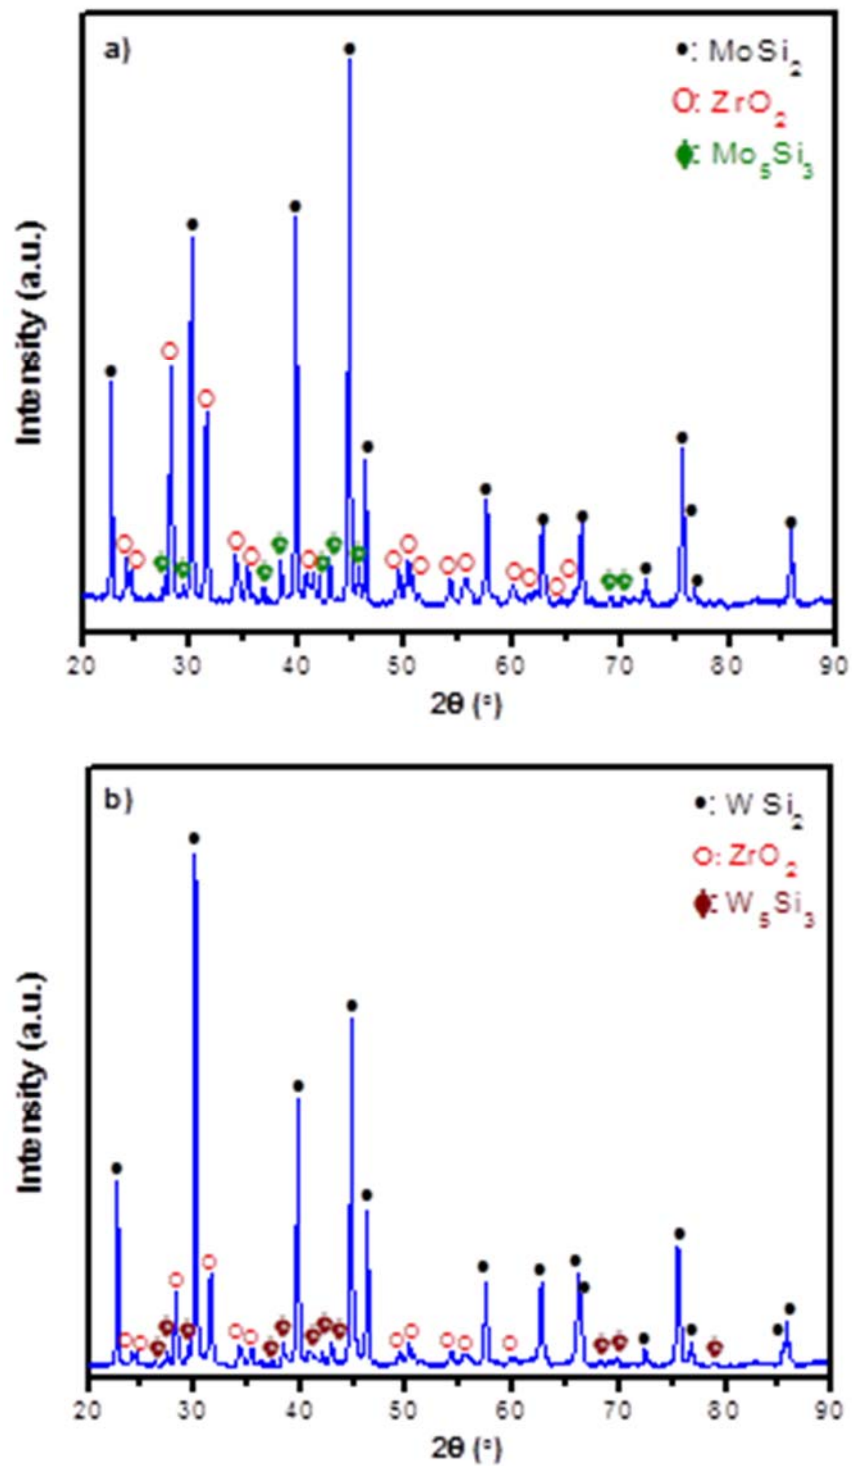 a)
●: MoSi2
O: ZrO2
♦: Mo5Si3
Intensity (a.u.)
20 30 40 50 60 70 80 90
2θ (°)
b)
●: WSi2
O: ZrO2
♦: W5Si3
Intensity (a.u.)
20 30 40 50 60 70 80 90
2θ (°)